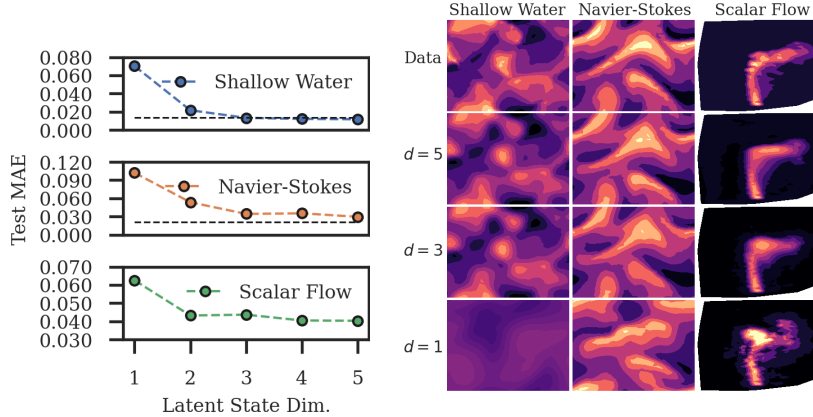 Shallow Water Navier-Stokes Scalar Flow
Data
d = 5
d = 3
d = 1
Test MAE
0.080
0.060
0.040
0.020
0.000
Shallow Water
0.120
0.090
0.060
0.030
0.000
Navier-Stokes
0.070
0.060
0.050
0.040
0.030
Scalar Flow
1 2 3 4 5
Latent State Dim.